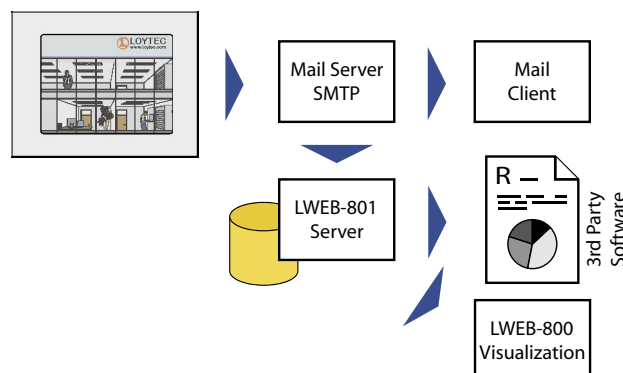 LOYTEC
www.loytec.com
Mail Server
SMTP
Mail
Client
LWEB-801
Server
R
3rd Party
Software
LWEB-800
Visualization